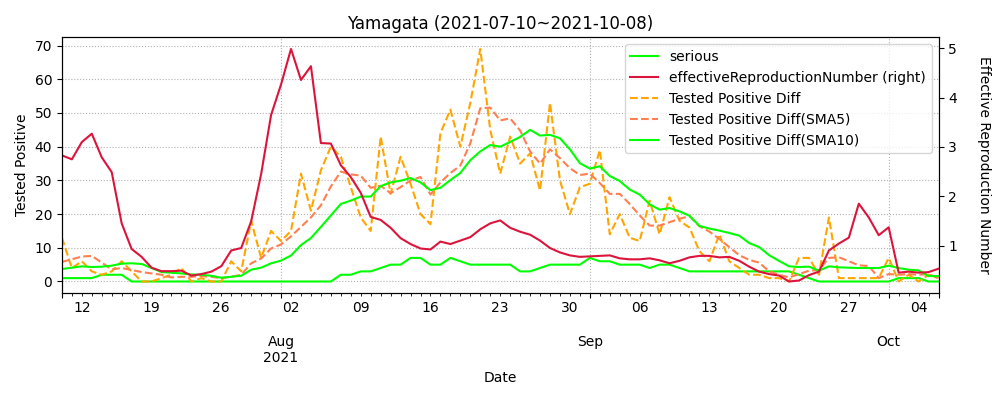 Yamagata (2021-07-10~2021-10-08)
70
60
50
40
30
20
10
0
Tested Positive
5
4
3
2
1
Effective Reproduction Number
serious
effectiveReproductionNumber (right)
Tested Positive Diff
Tested Positive Diff(SMA5)
Tested Positive Diff(SMA10)
12 19 26 02 09 16 23 30 06 13 20 27 04
Aug Sep Oct
2021
Date